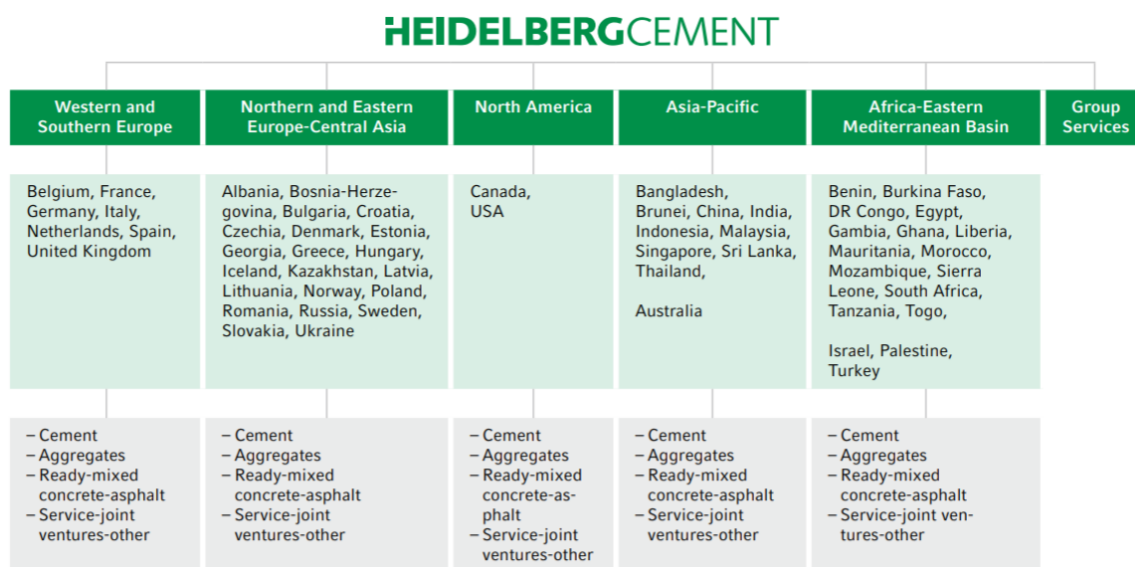 HEIDELBERGCEMENT
Western and
Southern Europe
Northern and Eastern
Europe-Central Asia
North America
Asia-Pacific
Africa-Eastern
Mediterranean Basin
Group
Services
Belgium, France,
Germany, Italy,
Netherlands, Spain,
United Kingdom
Albania, Bosnia-Herze-
govina, Bulgaria, Croatia,
Czechia, Denmark, Estonia,
Georgia, Greece, Hungary,
Iceland, Kazakhstan, Latvia,
Lithuania, Norway, Poland,
Romania, Russia, Sweden,
Slovakia, Ukraine
Canada,
USA
Bangladesh,
Brunei, China, India,
Indonesia, Malaysia,
Singapore, Sri Lanka,
Thailand,
Australia
Benin, Burkina Faso,
DR Congo, Egypt,
Gambia, Ghana, Liberia,
Mauritania, Morocco,
Mozambique, Sierra
Leone, South Africa,
Tanzania, Togo,
Israel, Palestine,
Turkey
– Cement
– Aggregates
– Ready-mixed
concrete-asphalt
– Service-joint
ventures-other
– Cement
– Aggregates
– Ready-mixed
concrete-asphalt
– Service-joint
ventures-other
– Cement
– Aggregates
– Ready-mixed
concrete-as-
phalt
– Service-joint
ventures-other
– Cement
– Aggregates
– Ready-mixed
concrete-asphalt
– Service-joint
ventures-other
– Cement
– Aggregates
– Ready-mixed
concrete-asphalt
– Service-joint ven-
tures-other